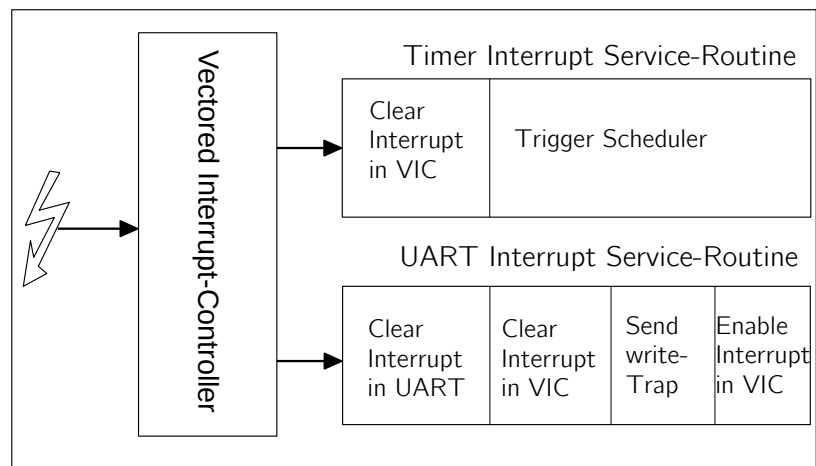 Vectored Interrupt-Controller
Timer Interrupt Service-Routine
Clear
Interrupt
in VIC
Trigger Scheduler
UART Interrupt Service-Routine
Clear
Interrupt
in UART
Clear
Interrupt
in VIC
Send
write-
Trap
Enable
Interrupt
in VIC